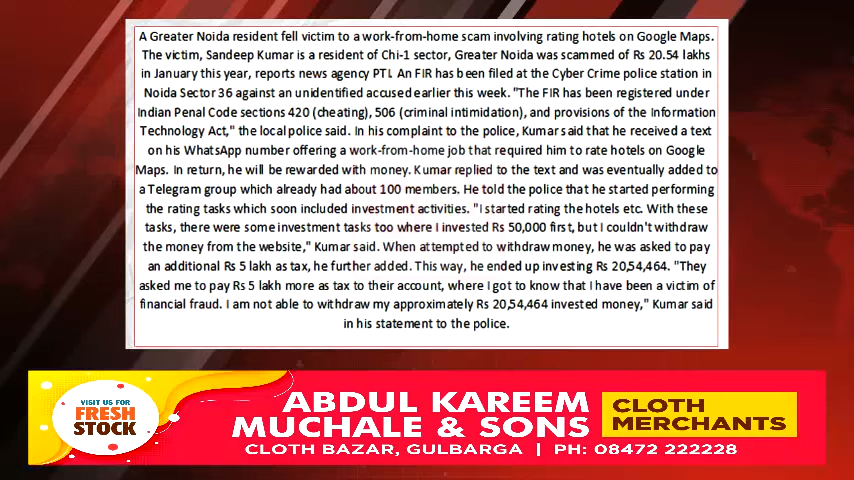 A Greater Noida resident fell victim to a work-from-home scam involving rating hotels on Google Maps.
The victim, Sandeep Kumar is a resident of Chi-1 sector, Greater Noida was scammed of Rs 20.54 lakhs
in January this year, reports news agency PTI. An FIR has been filed at the Cyber Crime police station in
Noida Sector 36 against an unidentified accused earlier this week. "The FIR has been registered under
Indian Penal Code sections 420 (cheating), 506 (criminal intimidation), and provisions of the Information
Technology Act," the local police said. In his complaint to the police, Kumar said that he received a text
on his WhatsApp number offering a work-from-home job that required him to rate hotels on Google
Maps. In return, he will be rewarded with money. Kumar replied to the text and was eventually added to
a Telegram group which already had about 100 members. He told the police that he started performing
the rating tasks which soon included investment activities. "I started rating the hotels etc. With these
tasks, there were some investment tasks too where I invested Rs 50,000 first, but I couldn't withdraw
the money from the website," Kumar said. When attempted to withdraw money, he was asked to pay
an additional Rs 5 lakh as tax, he further added. This way, he ended up investing Rs 20,54,464. "They
asked me to pay Rs 5 lakh more as tax to their account, where I got to know that I have been a victim of
financial fraud. I am not able to withdraw my approximately Rs 20,54,464 invested money," Kumar said
in his statement to the police.
VISIT US FOR
FRESH
STOCK
ABDUL KAREEM
MUCHALE & SONS
CLOTH
MERCHANTS
CLOTH BAZAR, GULBARGA | PH: 08472 222228